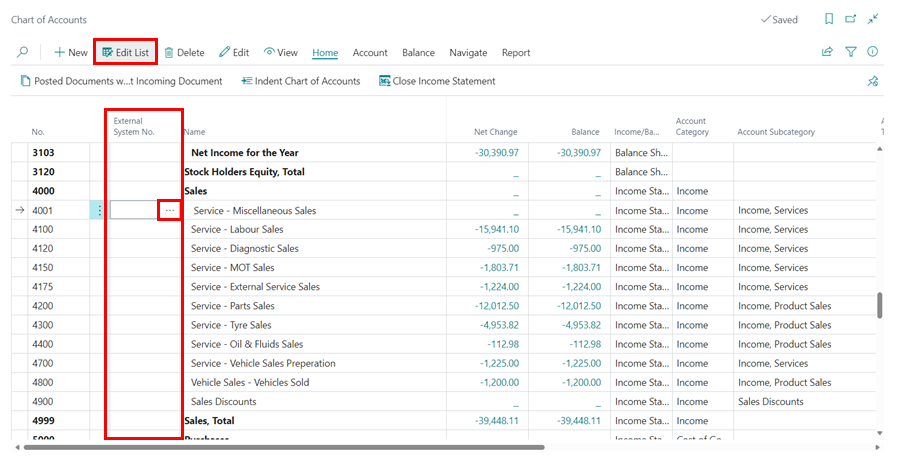 Chart of Accounts
Saved
New Edit List Delete Edit View Home Account Balance Navigate Report
Posted Documents w...t Incoming Document Indent Chart of Accounts Close Income Statement
External Account A
No. System No. Name Net Change Balance Income/Ba... Category Account Subcategory T
3103 Net Income for the Year -30,390.97 -30,390.97 Balance Sh...
3120 Stock Holders Equity, Total _ _ Balance Sh...
4000 Sales Income Sta... Income
4001 ... Service - Miscellaneous Sales _ _ Income Sta... Income Income, Services
4100 Service - Labour Sales -15,941.10 -15,941.10 Income Sta... Income Income, Services
4120 Service - Diagnostic Sales -975.00 -975.00 Income Sta... Income Income, Services
4150 Service - MOT Sales -1,803.71 -1,803.71 Income Sta... Income Income, Services
4175 Service - External Service Sales -1,224.00 -1,224.00 Income Sta... Income Income, Services
4200 Service - Parts Sales -12,012.50 -12,012.50 Income Sta... Income Income, Product Sales
4300 Service - Tyre Sales -4,953.82 -4,953.82 Income Sta... Income Income, Product Sales
4400 Service - Oil & Fluids Sales -112.98 -112.98 Income Sta... Income Income, Product Sales
4700 Service - Vehicle Sales Preperation -1,225.00 -1,225.00 Income Sta... Income Income, Services
4800 Vehicle Sales - Vehicles Sold -1,200.00 -1,200.00 Income Sta... Income Income, Product Sales
4900 Sales Discounts _ _ Income Sta... Income Sales Discounts
4999 Sales, Total -39,448.11 -39,448.11 Income Sta... Income
5000 Purchases Income Sta... Cost of Go...